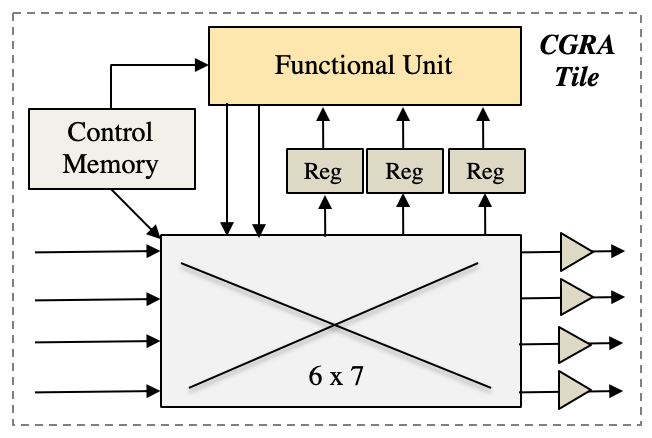 Functional Unit
CGRA
Tile
Control
Memory
Reg
Reg
Reg
6 x 7